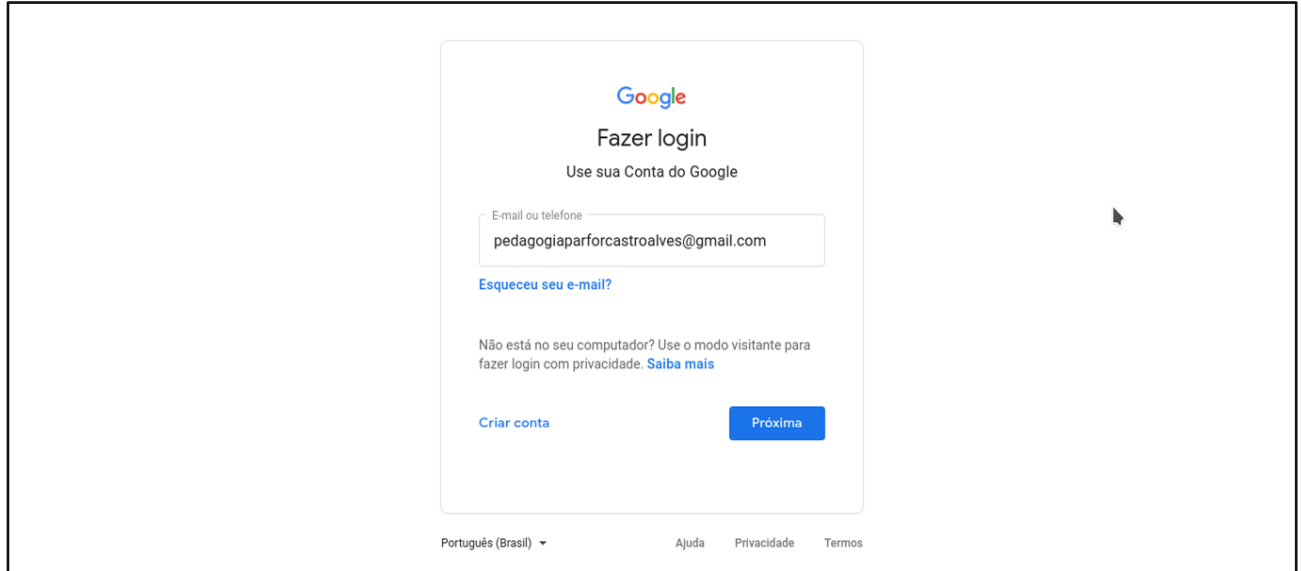 Google
Fazer login
Use sua Conta do Google
E-mail ou telefone
pedagogiaparforcastroalves@gmail.com
Esqueceu seu e-mail?
Não está no seu computador? Use o modo visitante para
fazer login com privacidade. Saiba mais
Criar conta
Próxima
Português (Brasil)
Ajuda
Privacidade
Termos